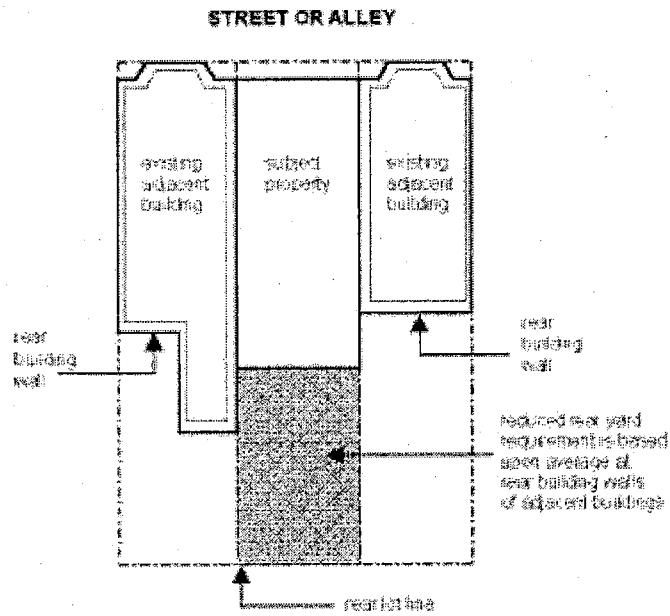 STREET OR ALLEY
existing
adjacent
building
subject
property
existing
adjacent
building
rear
building
wall
rear
building
wall
reduced rear yard
requirement is based
upon average at
rear building walls
of adjacent buildings
rear lot line